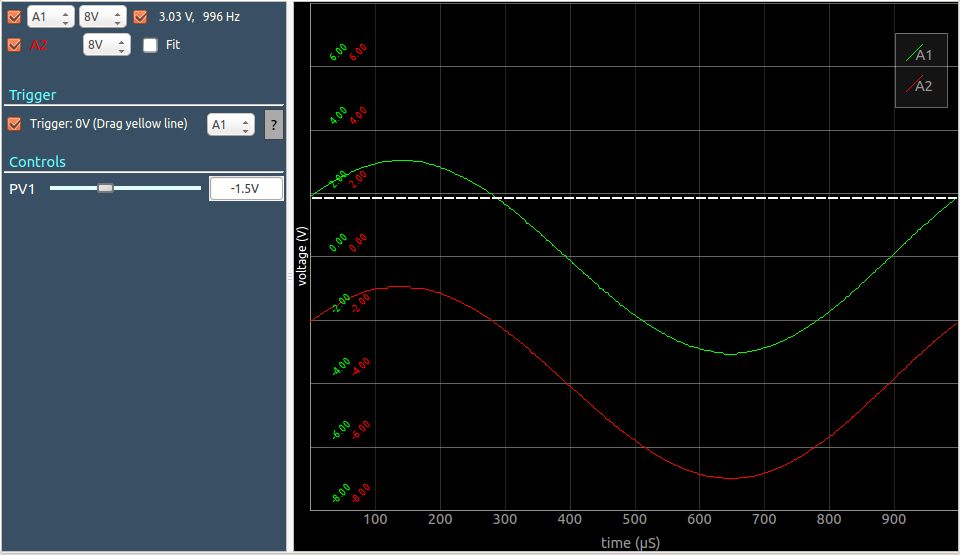 A1 8V 3.03 V, 996 Hz
A2 8V Fit
Trigger
Trigger: 0V (Drag yellow line) A1 ?
Controls
PV1 -1.5V
A1
A2
6.00 6.00
4.00 4.00
2.00 2.00
0.00 0.00
-2.00 -2.00
-4.00 -4.00
-6.00 -6.00
-8.00 -8.00
voltage (V)
100 200 300 400 500 600 700 800 900
time (µS)